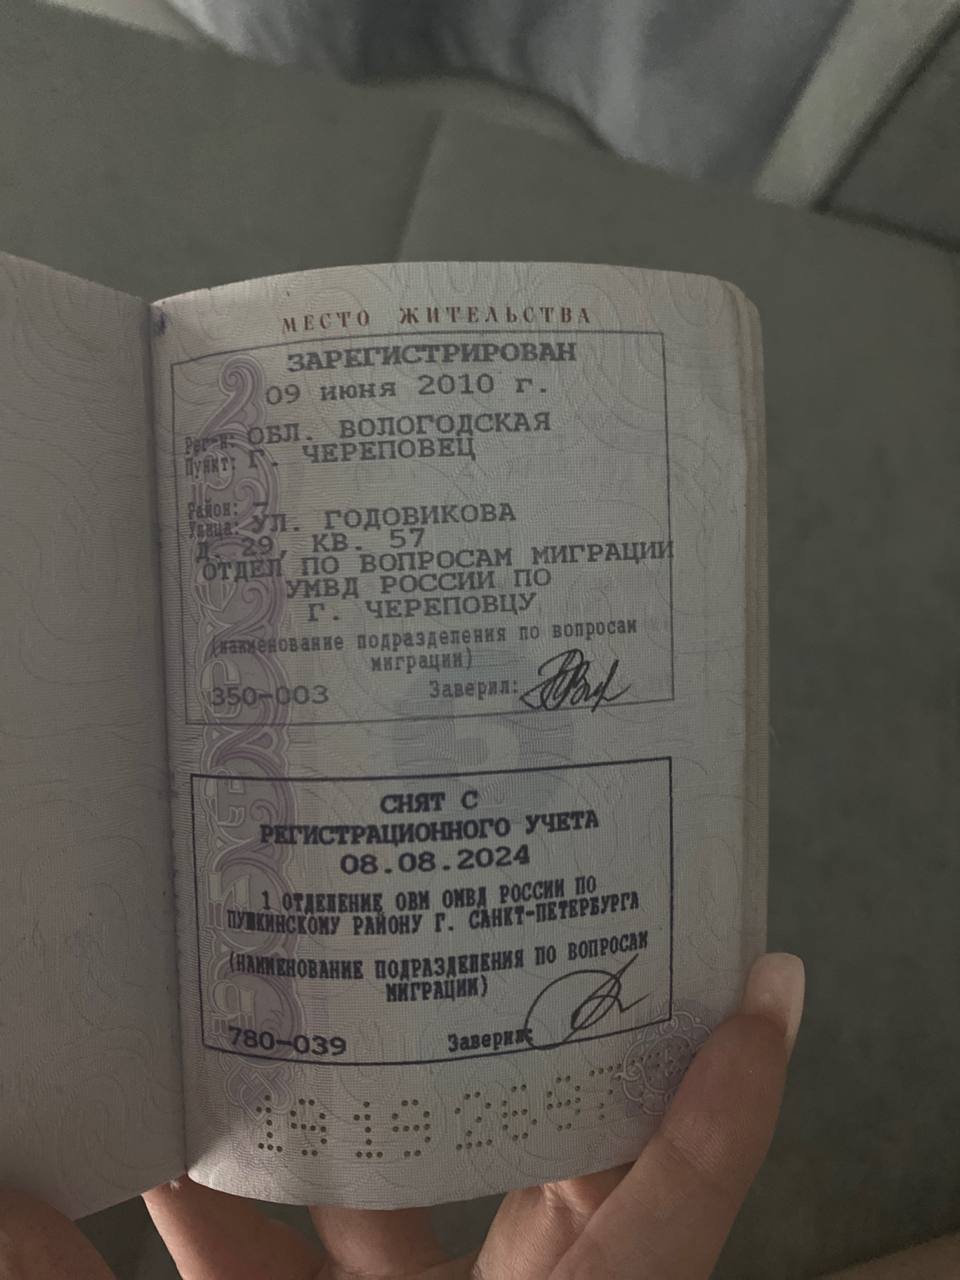 МЕСТО ЖИТЕЛЬСТВА
ЗАРЕГИСТРИРОВАН
09 июня 2010 г.
Рег-н: ОБЛ. ВОЛОГОДСКАЯ
Пункт: Г. ЧЕРЕПОВЕЦ
Район:
Улица: УЛ. ГОДОВИКОВА
Д. 29, КВ. 57
ОТДЕЛ ПО ВОПРОСАМ МИГРАЦИИ
УМВД РОССИИ ПО
Г. ЧЕРЕПОВЦУ
(наименование подразделения по вопросам
миграции)
350-003 Заверил:
СНЯТ С
РЕГИСТРАЦИОННОГО УЧЕТА
08.08.2024
1 ОТДЕЛЕНИЕ ОВМ ОМВД РОССИИ ПО
ПУШКИНСКОМУ РАЙОНУ Г. САНКТ-ПЕТЕРБУРГА
(НАИМЕНОВАНИЕ ПОДРАЗДЕЛЕНИЯ ПО ВОПРОСАМ
МИГРАЦИИ)
780-039 Заверил: